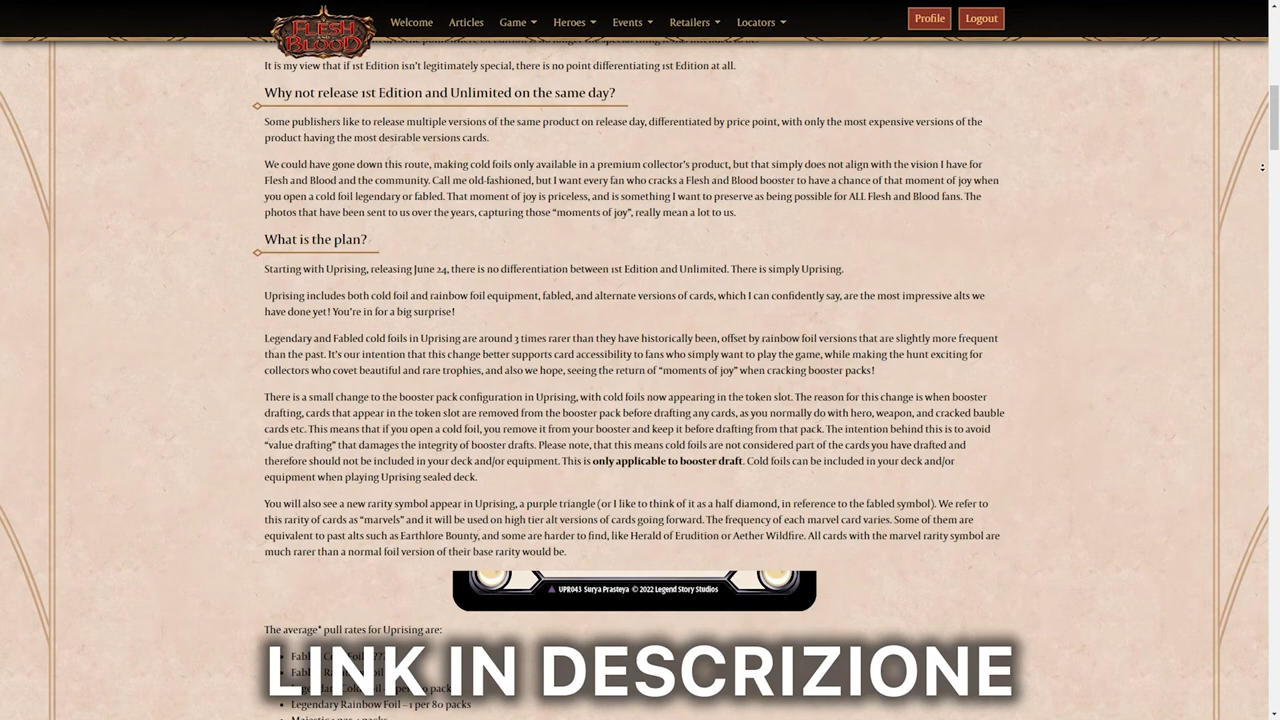 Welcome Articles Game Heroes Events Retailers Locators Profile Logout
FLESH
AND
BLOOD
It is my view that if 1st Edition isn't legitimately special, there is no point differentiating 1st Edition at all.
Why not release 1st Edition and Unlimited on the same day?
Some publishers like to release multiple versions of the same product on release day, differentiated by price point, with only the most expensive versions of the
product having the most desirable versions cards.
We could have gone down this route, making cold foils only available in a premium collector's product, but that simply does not align with the vision I have for
Flesh and Blood and the community. Call me old-fashioned, but I want every fan who cracks a Flesh and Blood booster to have a chance of that moment of joy when
you open a cold foil legendary or fabled. That moment of joy is priceless, and is something I want to preserve as being possible for ALL Flesh and Blood fans. The
photos that have been sent to us over the years, capturing those “moments of joy”, really mean a lot to us.
What is the plan?
Starting with Uprising, releasing June 24, there is no differentiation between 1st Edition and Unlimited. There is simply Uprising.
Uprising includes both cold foil and rainbow foil equipment, fabled, and alternate versions of cards, which I can confidently say, are the most impressive alts we
have done yet! You're in for a big surprise!
Legendary and Fabled cold foils in Uprising are around 3 times rarer than they have historically been, offset by rainbow foil versions that are slightly more frequent
than the past. It's our intention that this change better supports card accessibility to fans who simply want to play the game, while making the hunt exciting for
collectors who covet beautiful and rare trophies, and also we hope, seeing the return of “moments of joy” when cracking booster packs!
There is a small change to the booster pack configuration in Uprising, with cold foils now appearing in the token slot. The reason for this change is when booster
drafting, cards that appear in the token slot are removed from the booster pack before drafting any cards, as you normally do with hero, weapon, and cracked bauble
cards etc. This means that if you open a cold foil, you remove it from your booster and keep it before drafting from that pack. The intention behind this is to avoid
“value drafting” that damages the integrity of booster drafts. Please note, that this means cold foils are not considered part of the cards you have drafted and
therefore should not be included in your deck and/or equipment. This is only applicable to booster draft. Cold foils can be included in your deck and/or
equipment when playing Uprising sealed deck.
You will also see a new rarity symbol appear in Uprising, a purple triangle (or I like to think of it as a half diamond, in reference to the fabled symbol). We refer to
this rarity of cards as “marvels” and it will be used on high tier alt versions of cards going forward. The frequency of each marvel card varies. Some of them are
equivalent to past alts such as Earthlore Bounty, and some are harder to find, like Herald of Erudition or Aether Wildfire. All cards with the marvel rarity symbol are
much rarer than a normal foil version of their base rarity would be.
UPR043 Surya Prasteya © 2022 Legend Story Studios
The average* pull rates for Uprising are:
LINK IN DESCRIZIONE
Legendary Rainbow Foil – 1 per 80 packs